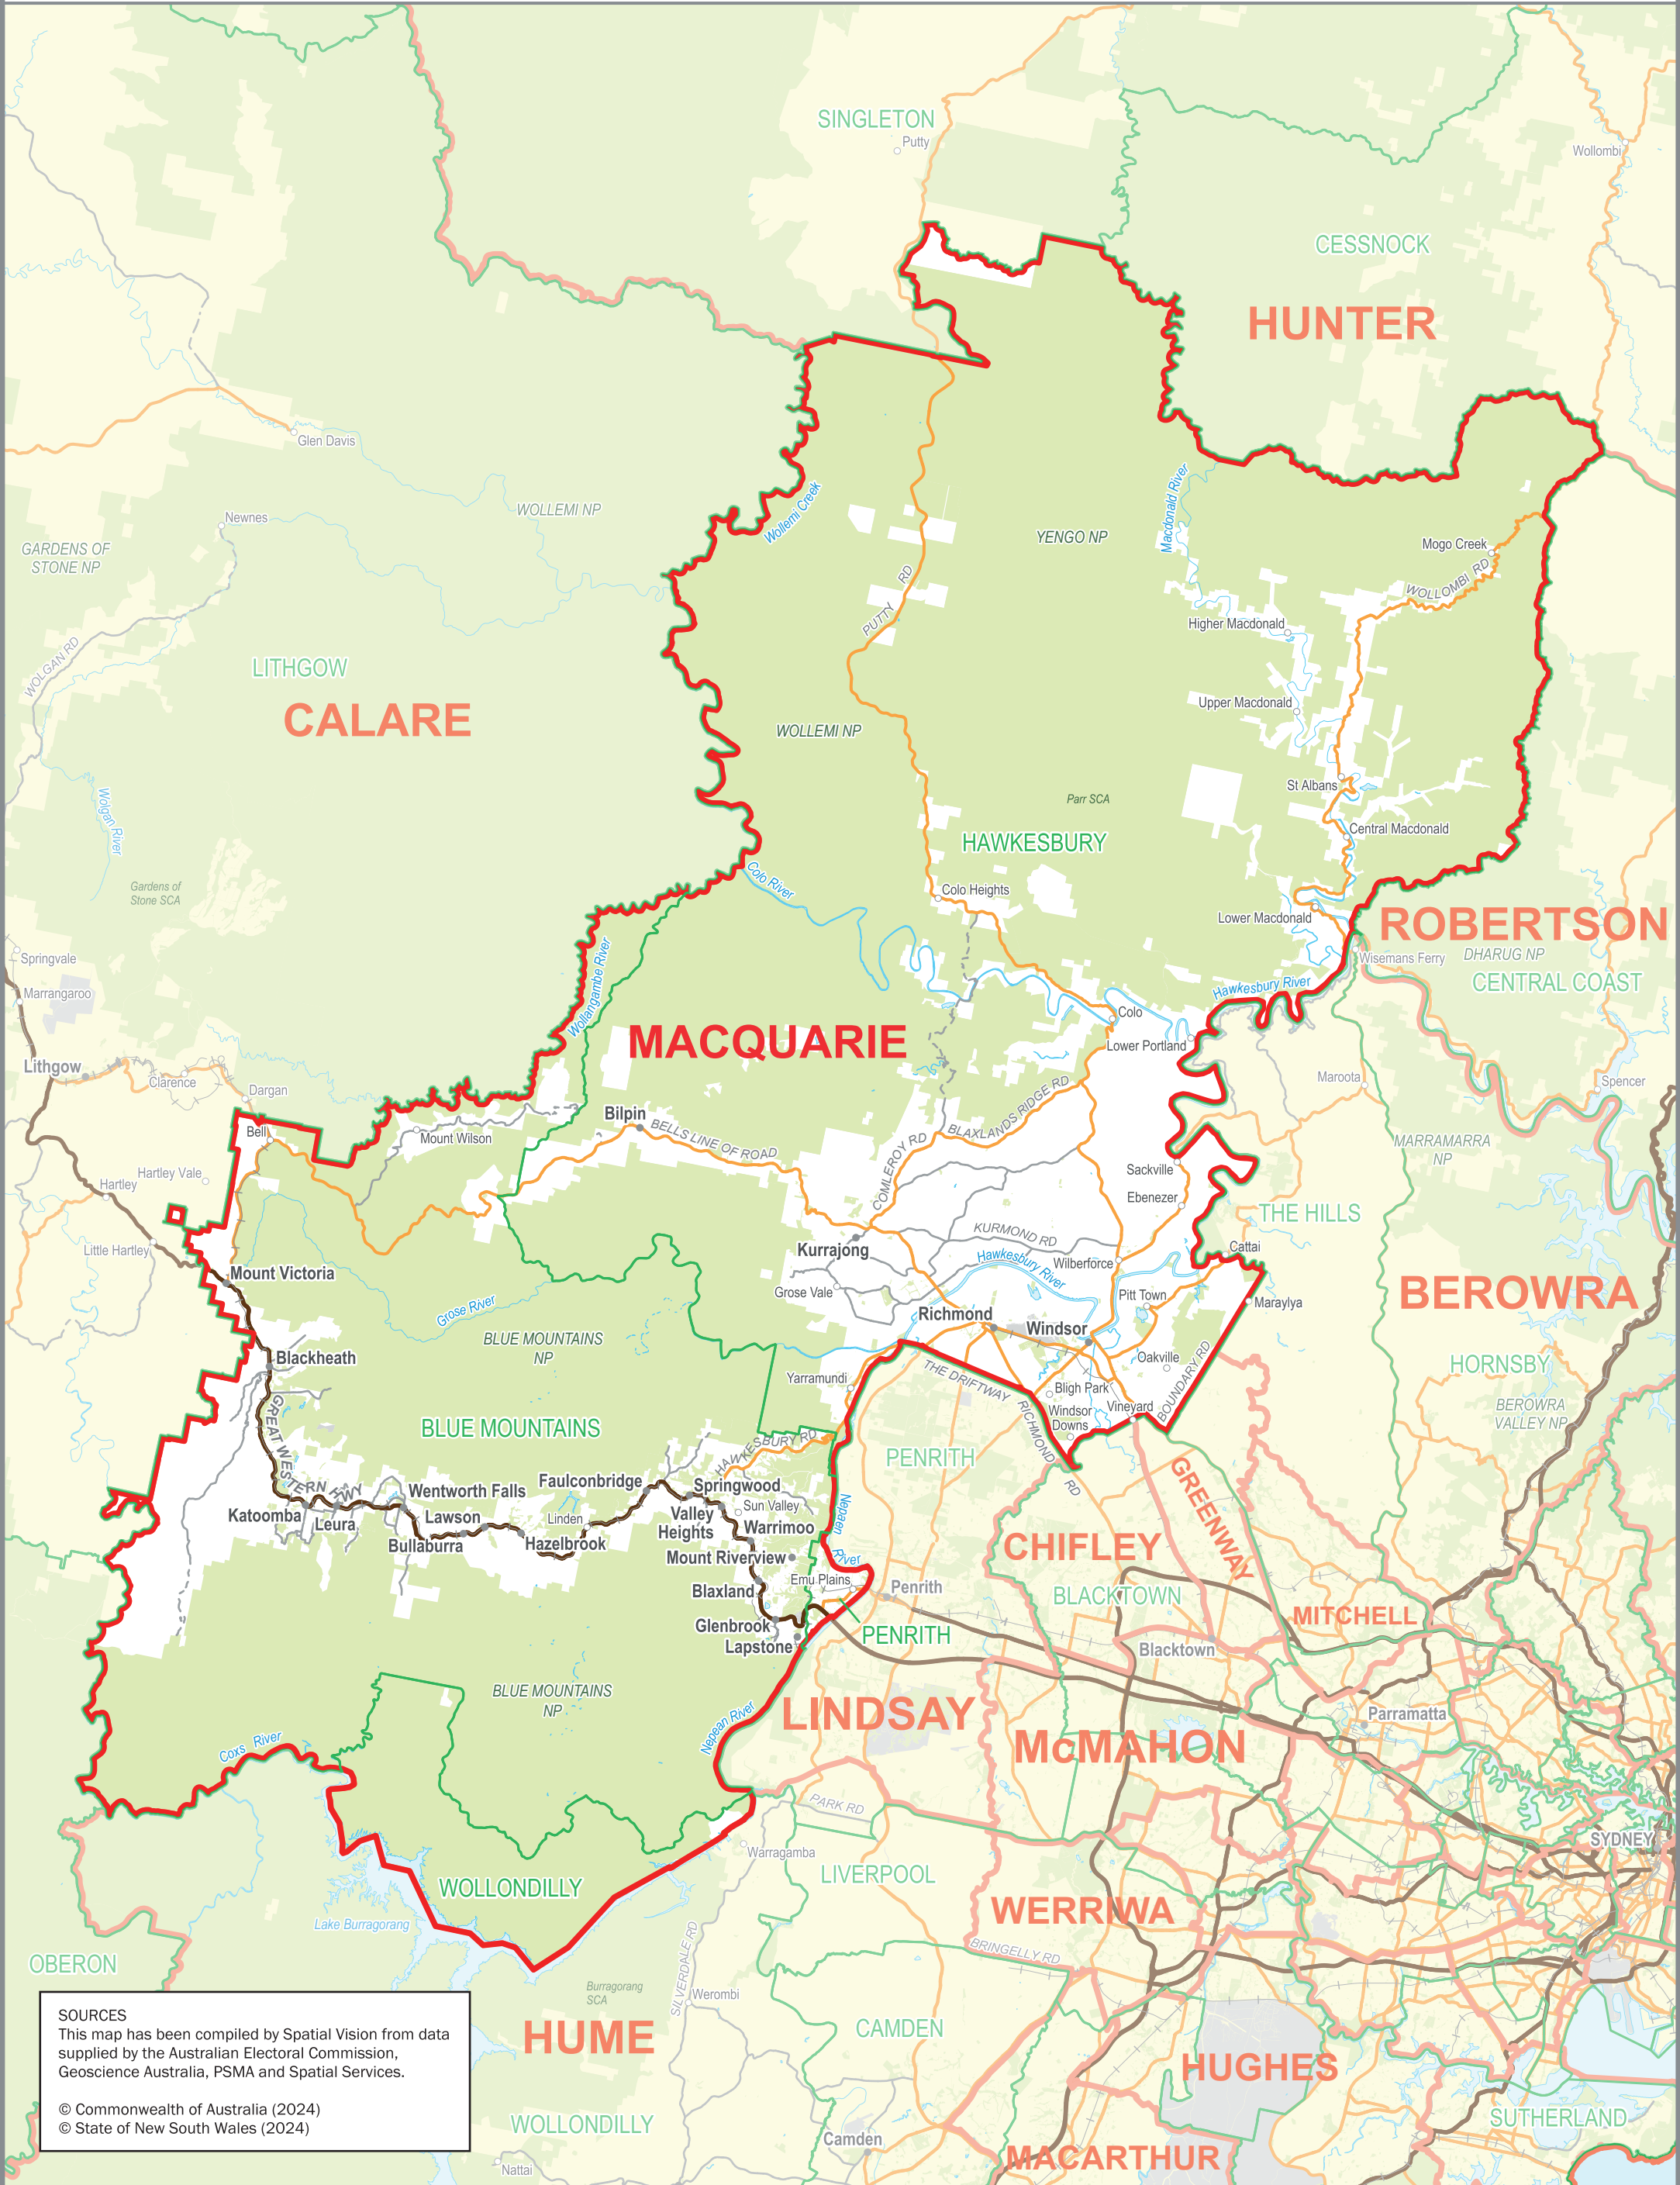 SINGLETON
Putty
Wollombi
CESSNOCK
HUNTER
Glen Davis
Wollemi Creek
Macdonald River
WOLLEMI NP
Newnes
YENGO NP
Mogo Creek
GARDENS OF
STONE NP
WOLLOMBI RD
PUTTY RD
Higher Macdonald
WOLGAN RD
LITHGOW
CALARE
Upper Macdonald
WOLLEMI NP
St Albans
Parr SCA
Wolgan River
Central Macdonald
HAWKESBURY
Colo River
Gardens of
Stone SCA
Colo Heights
Lower Macdonald
ROBERTSON
DHARUG NP
Springvale
Wisemans Ferry
CENTRAL COAST
Wollangambe River
Hawkesbury River
Marrangaroo
Colo
MACQUARIE
Lower Portland
Lithgow
Clarence
Dargan
Maroota
Spencer
BLAXLANDS RIDGE RD
Bilpin
Bell
Mount Wilson
BELLS LINE OF ROAD
COMLEROY RD
MARRAMARRA
NP
Hartley Vale
Hartley
Sackville
Ebenezer
THE HILLS
Little Hartley
KURMOND RD
Kurrajong
Hawkesbury River
Wilberforce
Cattai
Mount Victoria
Grose Vale
Pitt Town
Maraylya
BEROWRA
Grose River
Richmond
Windsor
BLUE MOUNTAINS
NP
Blackheath
Oakville
HORNSBY
THE DRIFTWAY
Yarramundi
Bligh Park
BOUNDARY RD
BEROWRA
VALLEY NP
Windsor
Downs
Vineyard
BLUE MOUNTAINS
HAWKESBURY RD
RICHMOND RD
PENRITH
GREAT WESTERN HWY
GREENWAY
Faulconbridge
Springwood
Wentworth Falls
Nepean River
Sun Valley
Katoomba
Leura
Lawson
Linden
Valley
Heights
Warrimoo
Bullaburra
Hazelbrook
CHIFLEY
Mount Riverview
Emu Plains
Penrith
Blaxland
BLACKTOWN
MITCHELL
Glenbrook
PENRITH
Lapstone
Blacktown
BLUE MOUNTAINS
NP
LINDSAY
Parramatta
Nepean River
McMAHON
Coxs River
PARK RD
SYDNEY
Warragamba
LIVERPOOL
WOLLONDILLY
WERRIWA
Lake Burragorang
BRINGELLY RD
OBERON
SILVERDALE RD
Burragorang
SCA
Werombi
CAMDEN
HUME
HUGHES
SOURCES
This map has been compiled by Spatial Vision from data
supplied by the Australian Electoral Commission,
Geoscience Australia, PSMA and Spatial Services.
© Commonwealth of Australia (2024)
© State of New South Wales (2024)
WOLLONDILLY
SUTHERLAND
Camden
MACARTHUR
Nattai